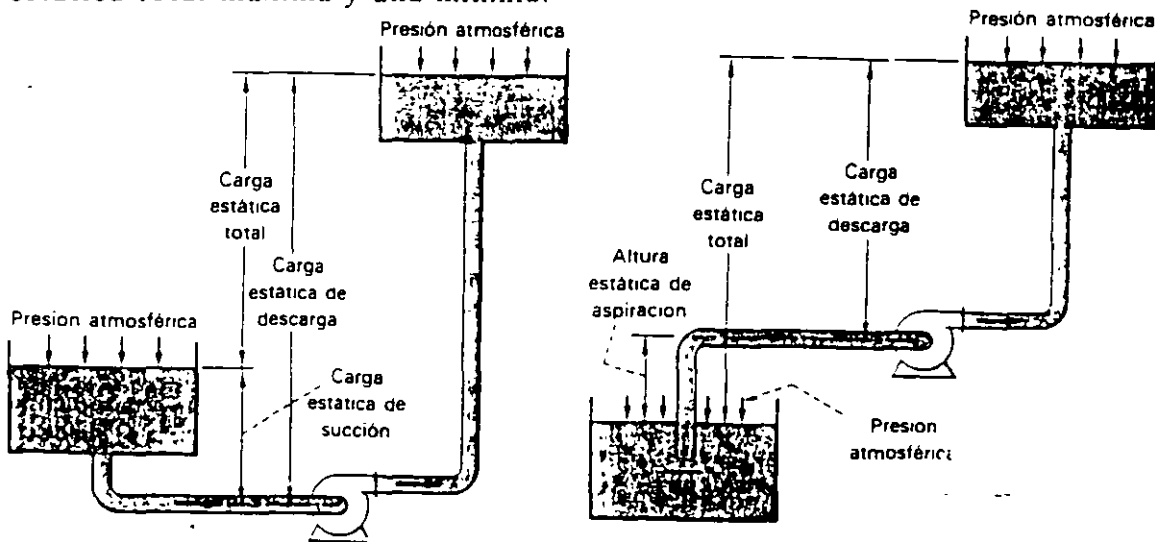 Presión atmosférica
Carga
estática
total
Carga
estática de
descarga
Presion atmosférica
Carga
estática de
succión
Presión atmosférica
Carga
estática de
descarga
Carga
estática
total
Altura
estática de
aspiracion
Presion
atmosférica